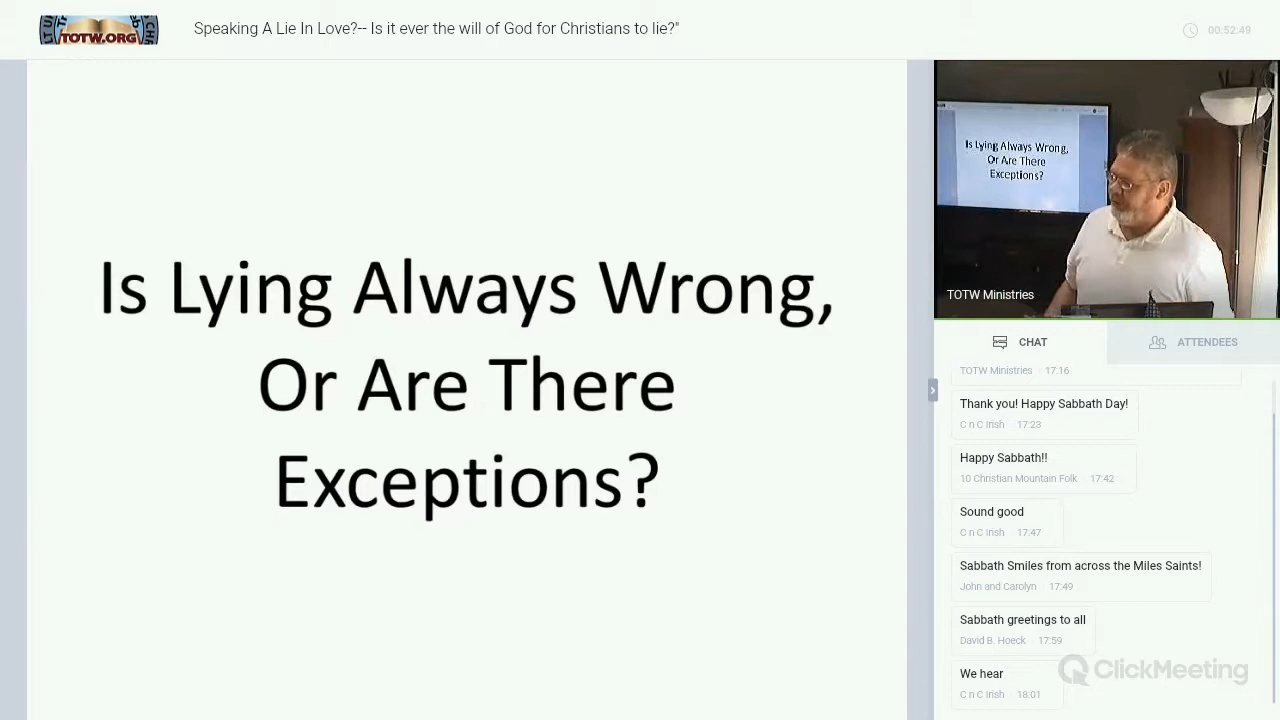 TOTW.ORG
Speaking A Lie In Love?-- Is it ever the will of God for Christians to lie?"
00:52:49
Is Lying Always Wrong,
Or Are There
Exceptions?
Is Lying Always Wrong,
Or Are There
Exceptions?
TOTW Ministries
CHAT
ATTENDEES
TOTW Ministries 17:16
Thank you! Happy Sabbath Day!
C n C Irish 17:23
Happy Sabbath!!
10 Christian Mountain Folk 17:42
Sound good
C n C Irish 17:47
Sabbath Smiles from across the Miles Saints!
John and Carolyn 17:49
Sabbath greetings to all
David B. Hoeck 17:59
We hear
C n C Irish 18:01
ClickMeeting